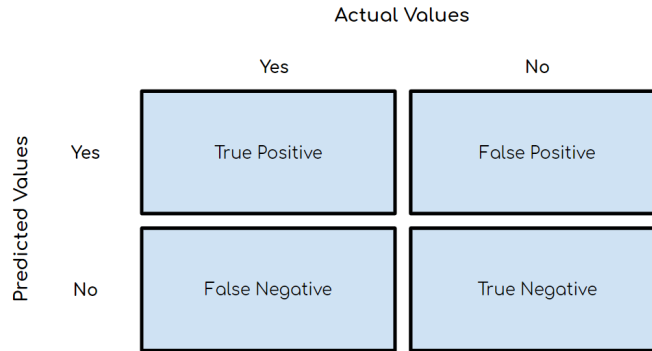 Actual Values
Yes No
Predicted Values
Yes True Positive False Positive
No False Negative True Negative